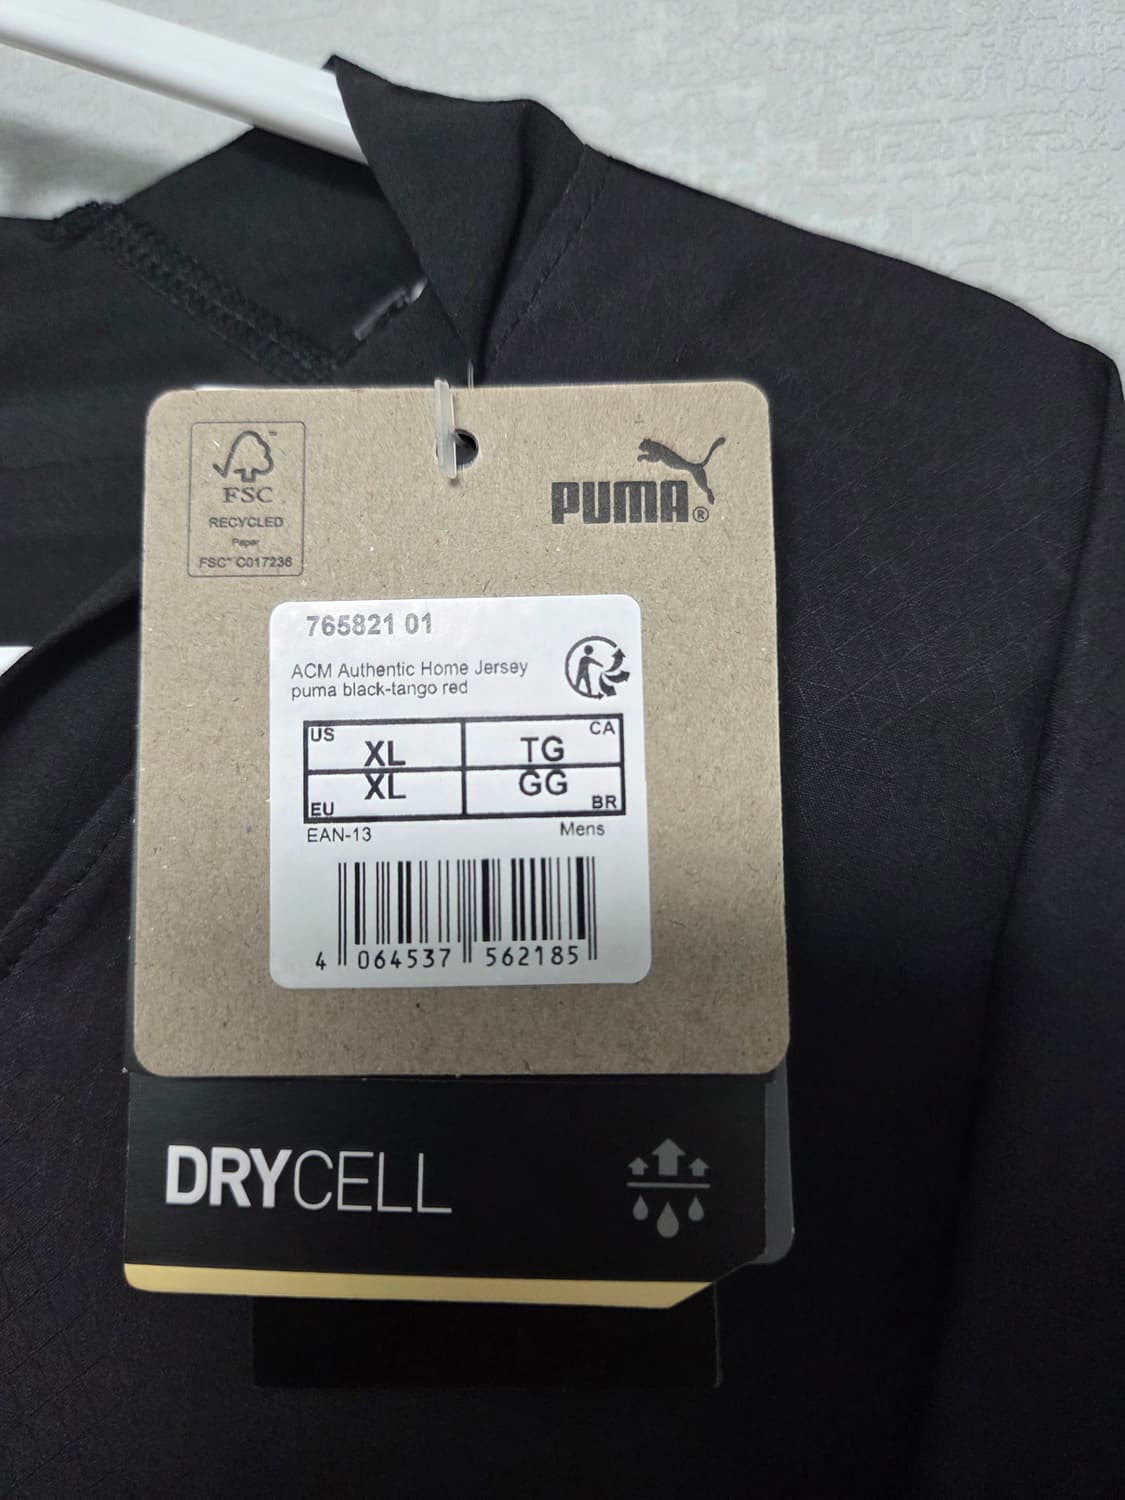 FSC
RECYCLED
Paper
FSC™ C017236
PUMA®
765821 01
ACM Authentic Home Jersey
puma black-tango red
US XL TG CA
EU XL GG BR
EAN-13 Mens
4 064537 562185
DRYCELL